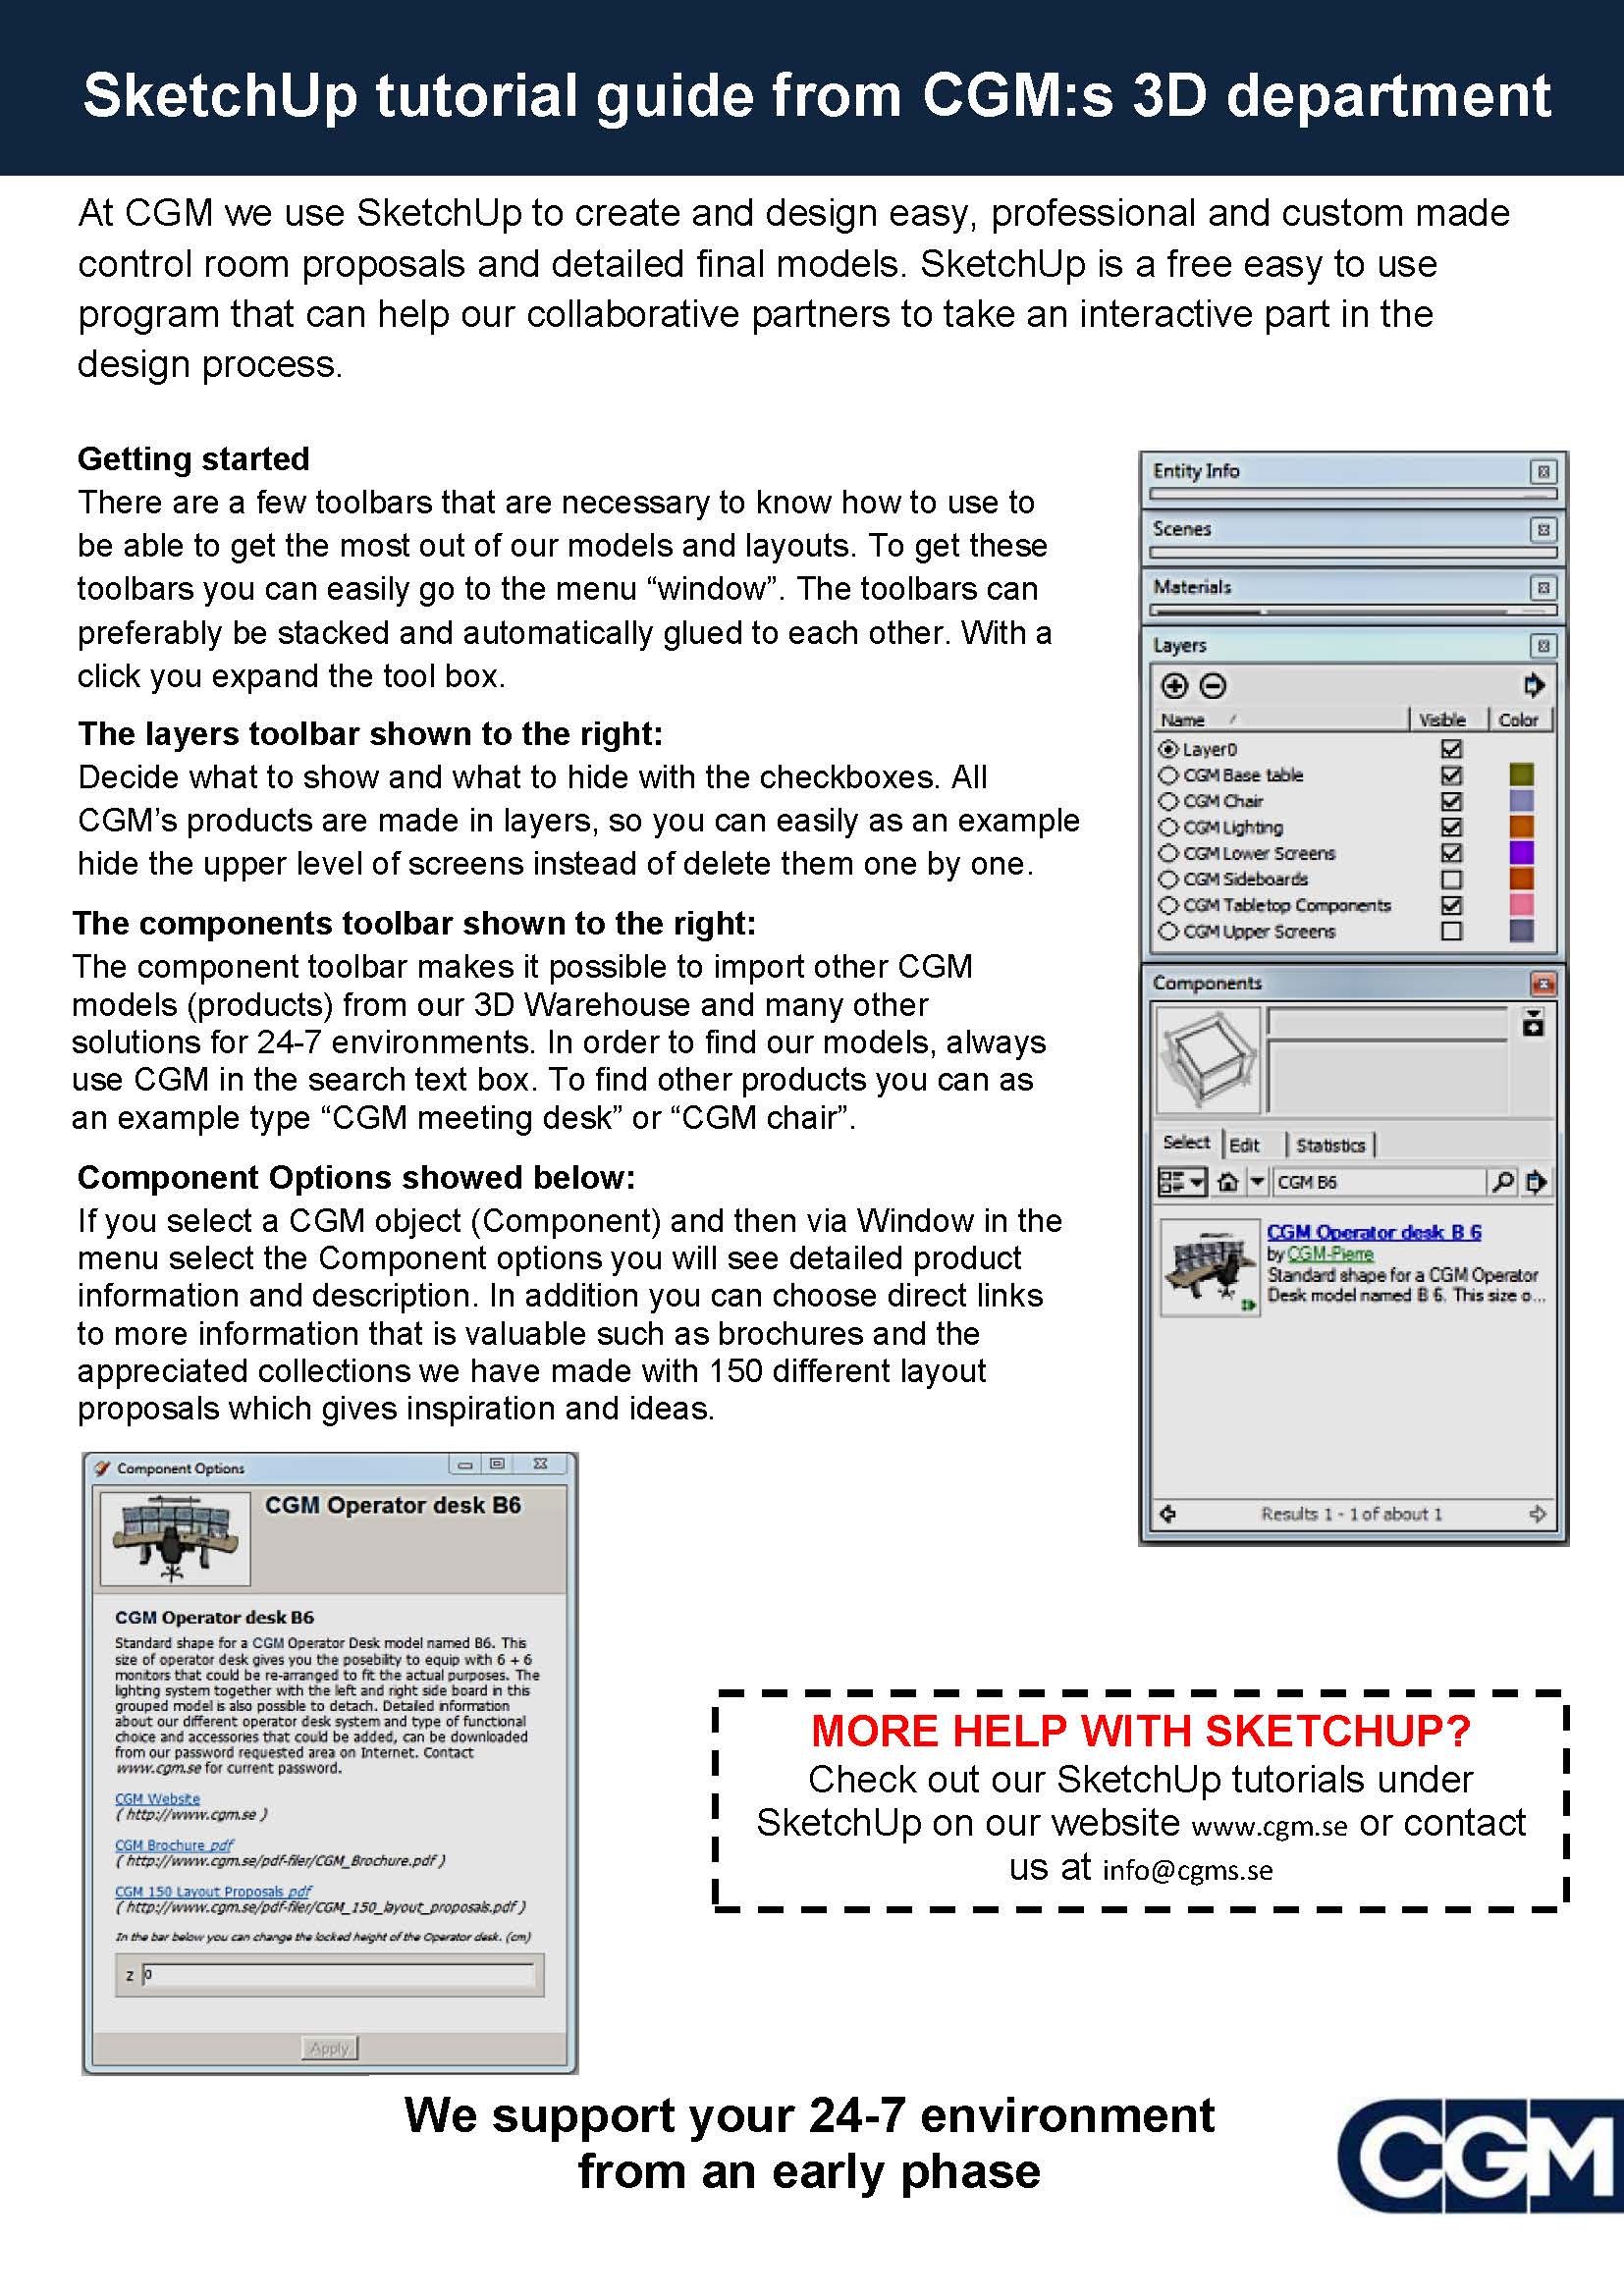 SketchUp tutorial guide from CGM:s 3D department
At CGM we use SketchUp to create and design easy, professional and custom made
control room proposals and detailed final models. SketchUp is a free easy to use
program that can help our collaborative partners to take an interactive part in the
design process.
Getting started
There are a few toolbars that are necessary to know how to use to
be able to get the most out of our models and layouts. To get these
toolbars you can easily go to the menu “window”. The toolbars can
preferably be stacked and automatically glued to each other. With a
click you expand the tool box.
The layers toolbar shown to the right:
Decide what to show and what to hide with the checkboxes. All
CGM’s products are made in layers, so you can easily as an example
hide the upper level of screens instead of delete them one by one.
The components toolbar shown to the right:
The component toolbar makes it possible to import other CGM
models (products) from our 3D Warehouse and many other
solutions for 24-7 environments. In order to find our models, always
use CGM in the search text box. To find other products you can as
an example type “CGM meeting desk” or “CGM chair”.
Component Options showed below:
If you select a CGM object (Component) and then via Window in the
menu select the Component options you will see detailed product
information and description. In addition you can choose direct links
to more information that is valuable such as brochures and the
appreciated collections we have made with 150 different layout
proposals which gives inspiration and ideas.
Entity Info
Scenes
Materials
Layers
Name Visible Color
Layer0
CGM Base table
CGM Chair
CGM Lighting
CGM Lower Screens
CGM Sideboards
CGM Tabletop Components
CGM Upper Screens
Components
Select Edit Statistics
CGM B6
CGM Operator desk B 6
by CGM-Pierre
Standard shape for a CGM Operator
Desk model named B 6. This size o...
Results 1 - 1 of about 1
Component Options
CGM Operator desk B6
CGM Operator desk B6
Standard shape for a CGM Operator Desk model named B6. This
size of operator desk gives you the posebility to equip with 6 + 6
monitors that could be re-arranged to fit the actual purposes. The
lighting system together with the left and right side board in this
grouped model is also possible to detach. Detailed information
about our different operator desk system and type of functional
choice and accessories that could be added, can be downloaded
from our password requested area on Internet. Contact
www.cgm.se for current password.
CGM Website
( http://www.cgm.se )
CGM Brochure pdf
( http://www.cgm.se/pdf-filer/CGM_Brochure.pdf )
CGM 150 Layout Proposals pdf
( http://www.cgm.se/pdf-filer/CGM_150_layout_proposals.pdf )
In the bar below you can change the locked height of the Operator desk. (cm)
z 0
Apply
MORE HELP WITH SKETCHUP?
Check out our SketchUp tutorials under
SketchUp on our website www.cgm.se or contact
us at info@cgms.se
We support your 24-7 environment
from an early phase
CGM